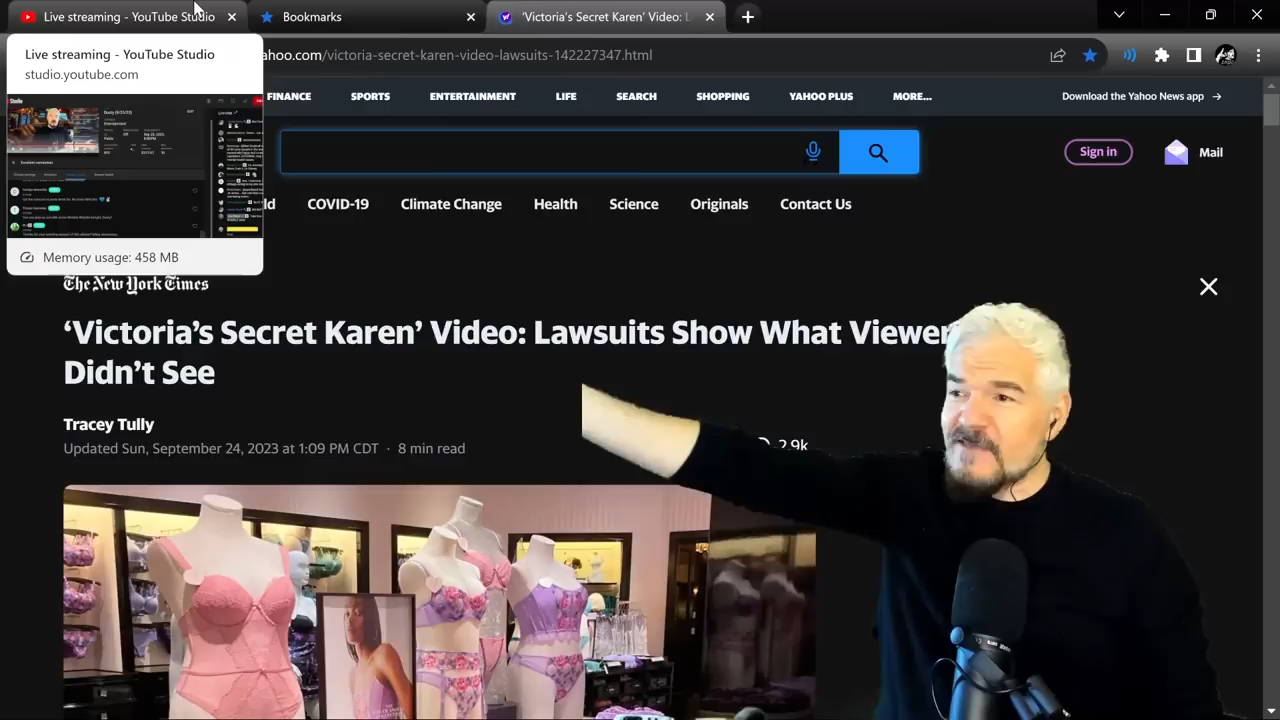 Live streaming - YouTube Studio
Bookmarks
'Victoria's Secret Karen' Video: L
Live streaming - YouTube Studio
studio.youtube.com
ahoo.com/victoria-secret-karen-video-lawsuits-142227347.html
FINANCE SPORTS ENTERTAINMENT LIFE SEARCH SHOPPING YAHOO PLUS MORE...
Download the Yahoo News app →
Sign in
Mail
ld COVID-19 Climate Change Health Science Originals Contact Us
Memory usage: 458 MB
The New York Times
‘Victoria’s Secret Karen’ Video: Lawsuits Show What Viewer
Didn’t See
Tracey Tully
Updated Sun, September 24, 2023 at 1:09 PM CDT · 8 min read
2.9k